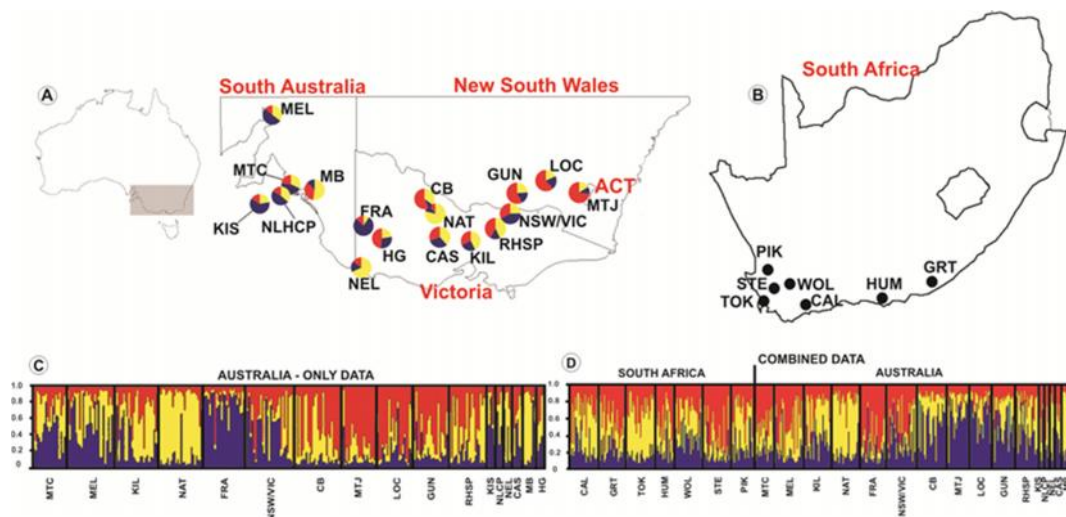 A
South Australia
New South Wales
MEL
MTC
MB
KIS
NLHCP
FRA
HG
NEL
CB
NAT
CAS
KIL
GUN
LOC
ACT
MTJ
NSW/VIC
RHSP
Victoria
B
South Africa
PIK
STE
WOL
TOK
CAL
HUM
GRT
C
AUSTRALIA - ONLY DATA
1.0
0.8
0.6
0.4
0.2
0
MTC
MEL
KIL
NAT
FRA
NSW/VIC
CB
MTJ
LOC
GUN
RHSP
KIS
NLCP
NEL
CAS
MB
HG
D
COMBINED DATA
SOUTH AFRICA
AUSTRALIA
1.0
0.8
0.6
0.4
0.2
0
CAL
GRT
TOK
HUM
WOL
STE
PIK
MTC
MEL
KIL
NAT
FRA
NSW/VIC
CB
MTJ
LOC
GUN
RHSP
KIS
NLCP
NEL
CAS